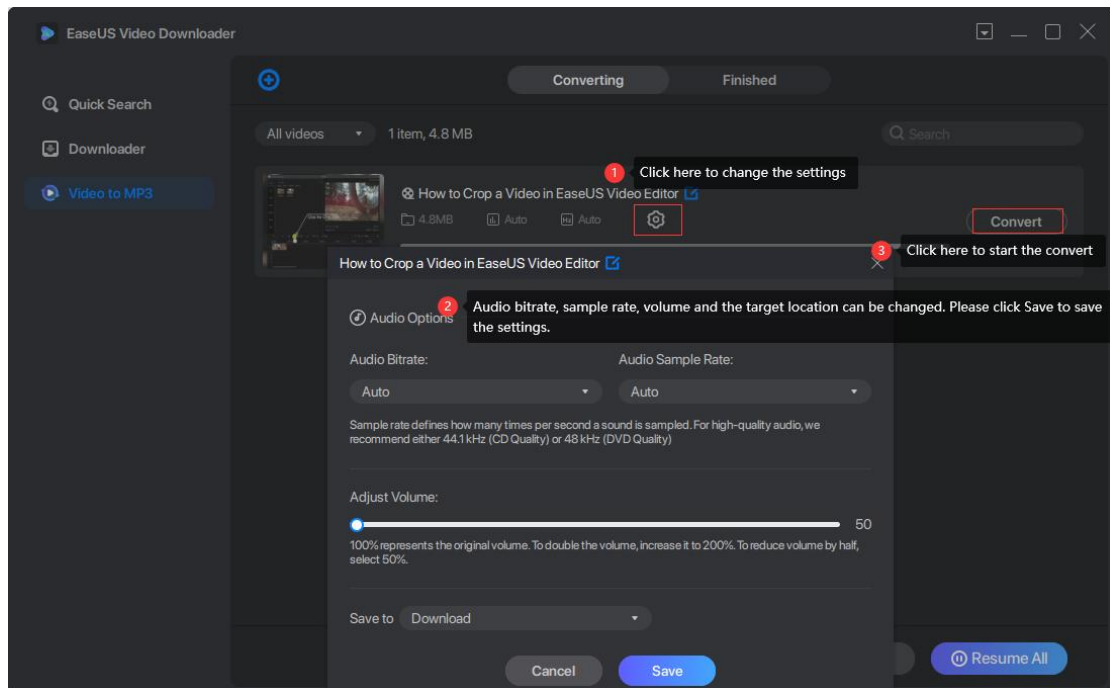 EaseUS Video Downloader
Quick Search
Downloader
Video to MP3
Converting
Finished
All videos
1 item, 4.8 MB
Search
1
Click here to change the settings
How to Crop a Video in EaseUS Video Editor
4.8MB
Auto
Auto
Convert
3
Click here to start the convert
How to Crop a Video in EaseUS Video Editor
2
Audio bitrate, sample rate, volume and the target location can be changed. Please click Save to save
the settings.
Audio Options
Audio Bitrate:
Audio Sample Rate:
Auto
Auto
Sample rate defines how many times per second a sound is sampled. For high-quality audio, we
recommend either 44.1 kHz (CD Quality) or 48 kHz (DVD Quality)
Adjust Volume:
50
100% represents the original volume. To double the volume, increase it to 200%. To reduce volume by half,
select 50%.
Save to
Download
Cancel
Save
Resume All